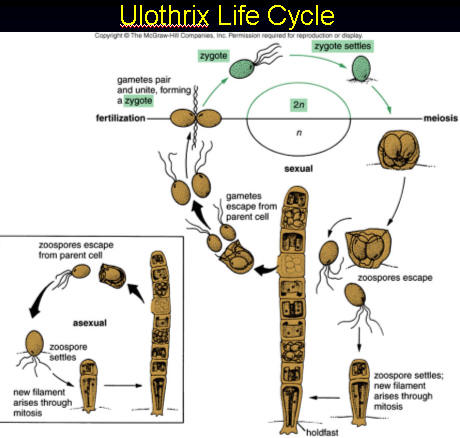 Ulothrix Life Cycle
Copyright © The McGraw-Hill Companies, Inc. Permission required for reproduction or display.
zygote
zygote settles
gametes pair
and unite, forming
a zygote
fertilization
2n
n
meiosis
sexual
gametes
escape from
parent cell
zoospores escape
zoospores escape
from parent cell
asexual
zoospore
settles
new filament
arises through
mitosis
zoospore settles;
new filament
arises through
mitosis
holdfast